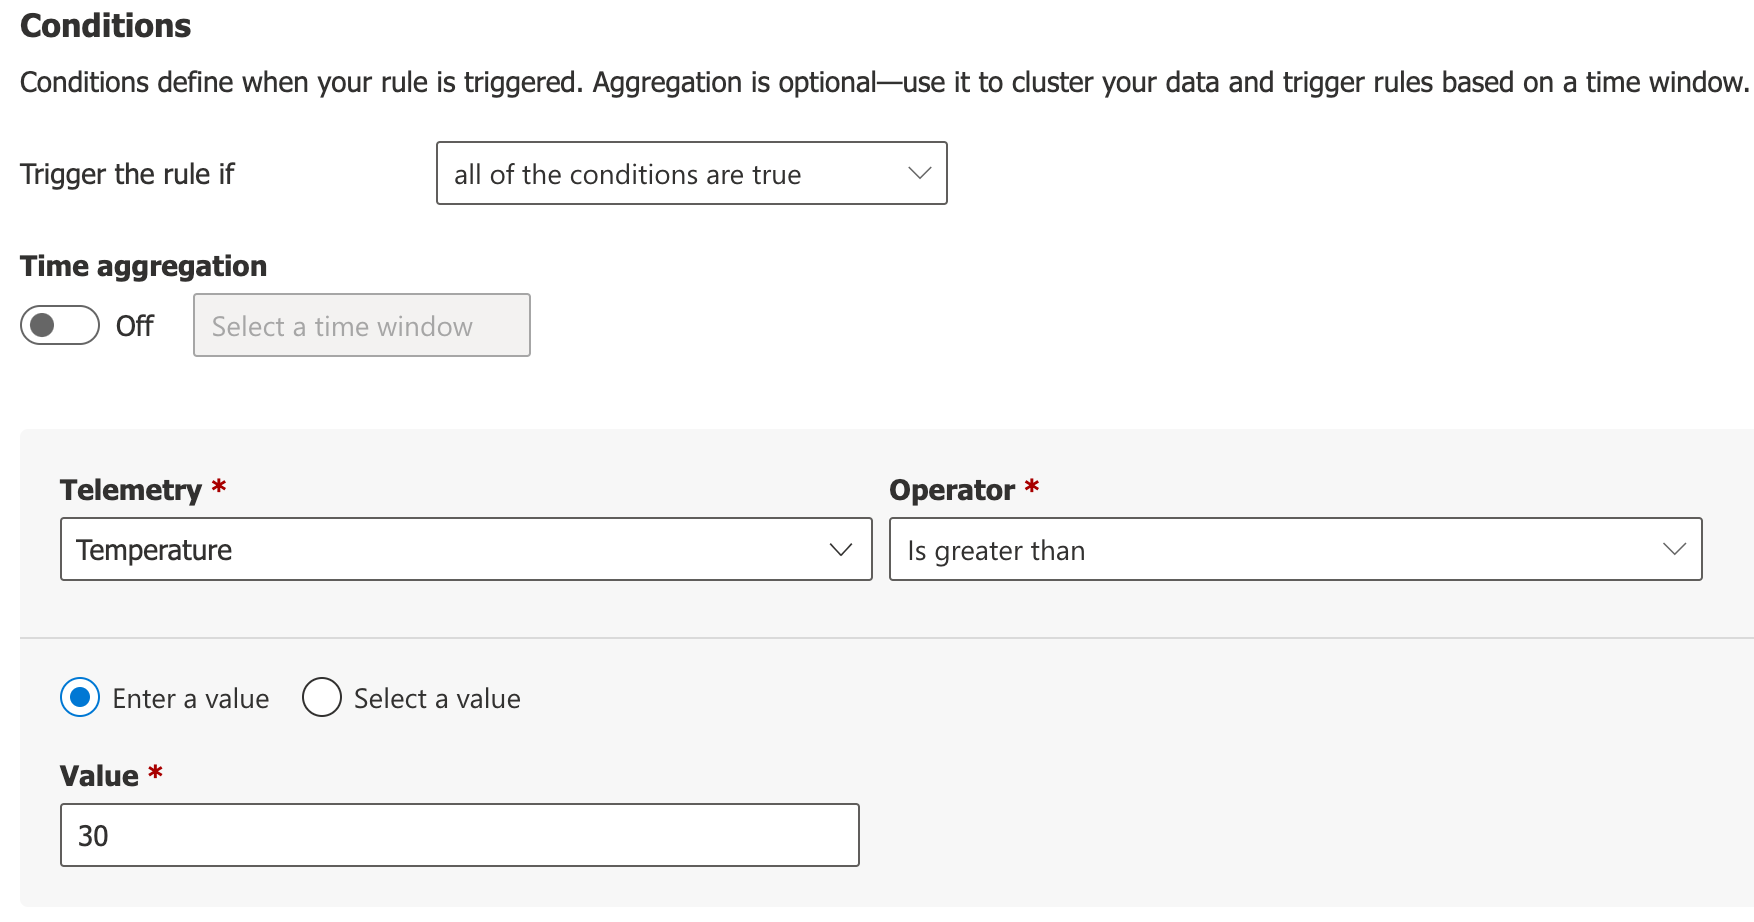 Conditions
Conditions define when your rule is triggered. Aggregation is optional—use it to cluster your data and trigger rules based on a time window.
Trigger the rule if
all of the conditions are true
Time aggregation
Off
Select a time window
Telemetry *
Operator *
Temperature
Is greater than
Enter a value
Select a value
Value *
30